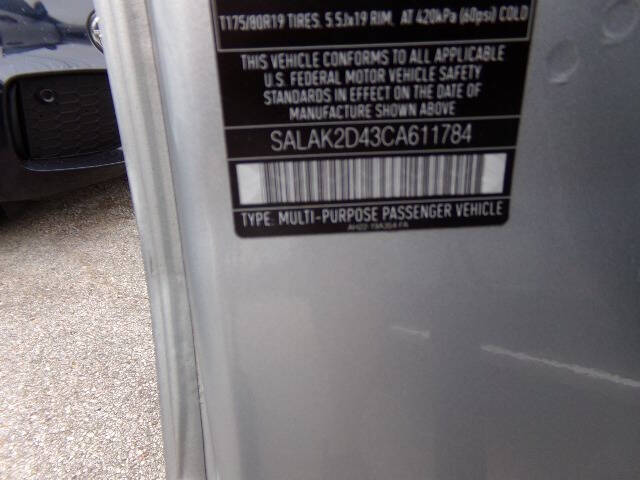 T175/80R19 TIRES. 5.5Jx19 RIM, AT 420kPa (60psi) COLD
THIS VEHICLE CONFORMS TO ALL APPLICABLE
U.S. FEDERAL MOTOR VEHICLE SAFETY
STANDARDS IN EFFECT ON THE DATE OF
MANUFACTURE SHOWN ABOVE
SALAK2D43CA611784
TYPE: MULTI-PURPOSE PASSENGER VEHICLE